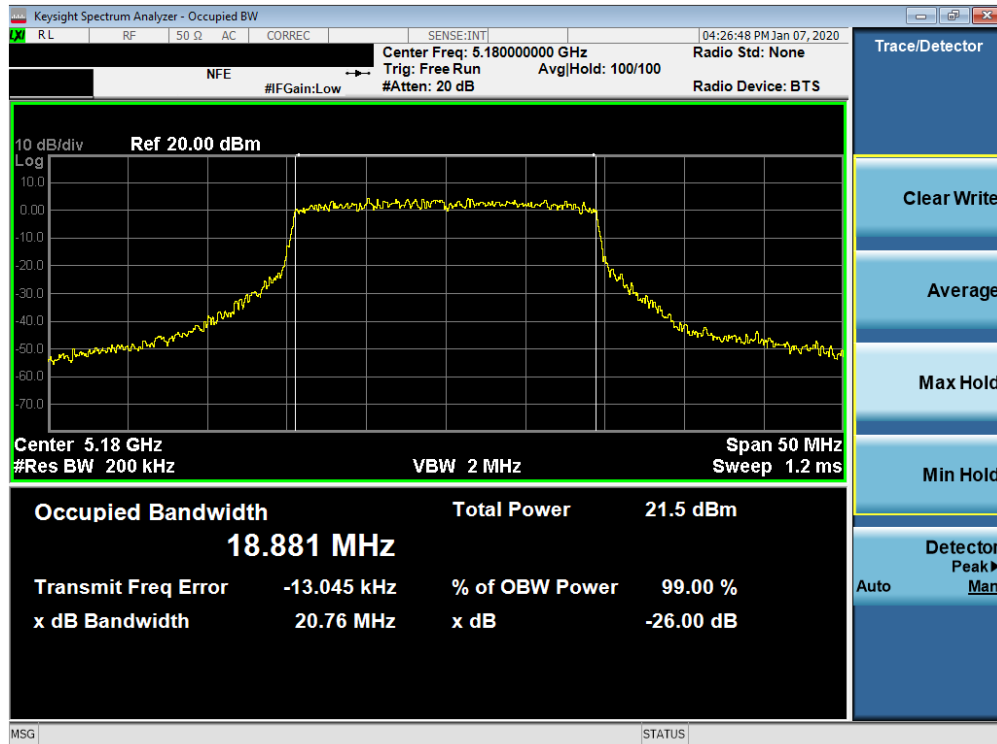 Keysight Spectrum Analyzer - Occupied BW
LXI RL RF 50 Ω AC CORREC SENSE:INT 04:26:48 PM Jan 07, 2020
Center Freq: 5.180000000 GHz Radio Std: None
NFE Trig: Free Run Avg|Hold: 100/100
#IFGain:Low #Atten: 20 dB Radio Device: BTS
10 dB/div Ref 20.00 dBm
Log
10.0
0.00
-10.0
-20.0
-30.0
-40.0
-50.0
-60.0
-70.0
Center 5.18 GHz Span 50 MHz
#Res BW 200 kHz VBW 2 MHz Sweep 1.2 ms
Occupied Bandwidth Total Power 21.5 dBm
18.881 MHz
Transmit Freq Error -13.045 kHz % of OBW Power 99.00 %
x dB Bandwidth 20.76 MHz x dB -26.00 dB
Trace/Detector
Clear Write
Average
Max Hold
Min Hold
Detector
Peak▶
Auto Man
MSG STATUS